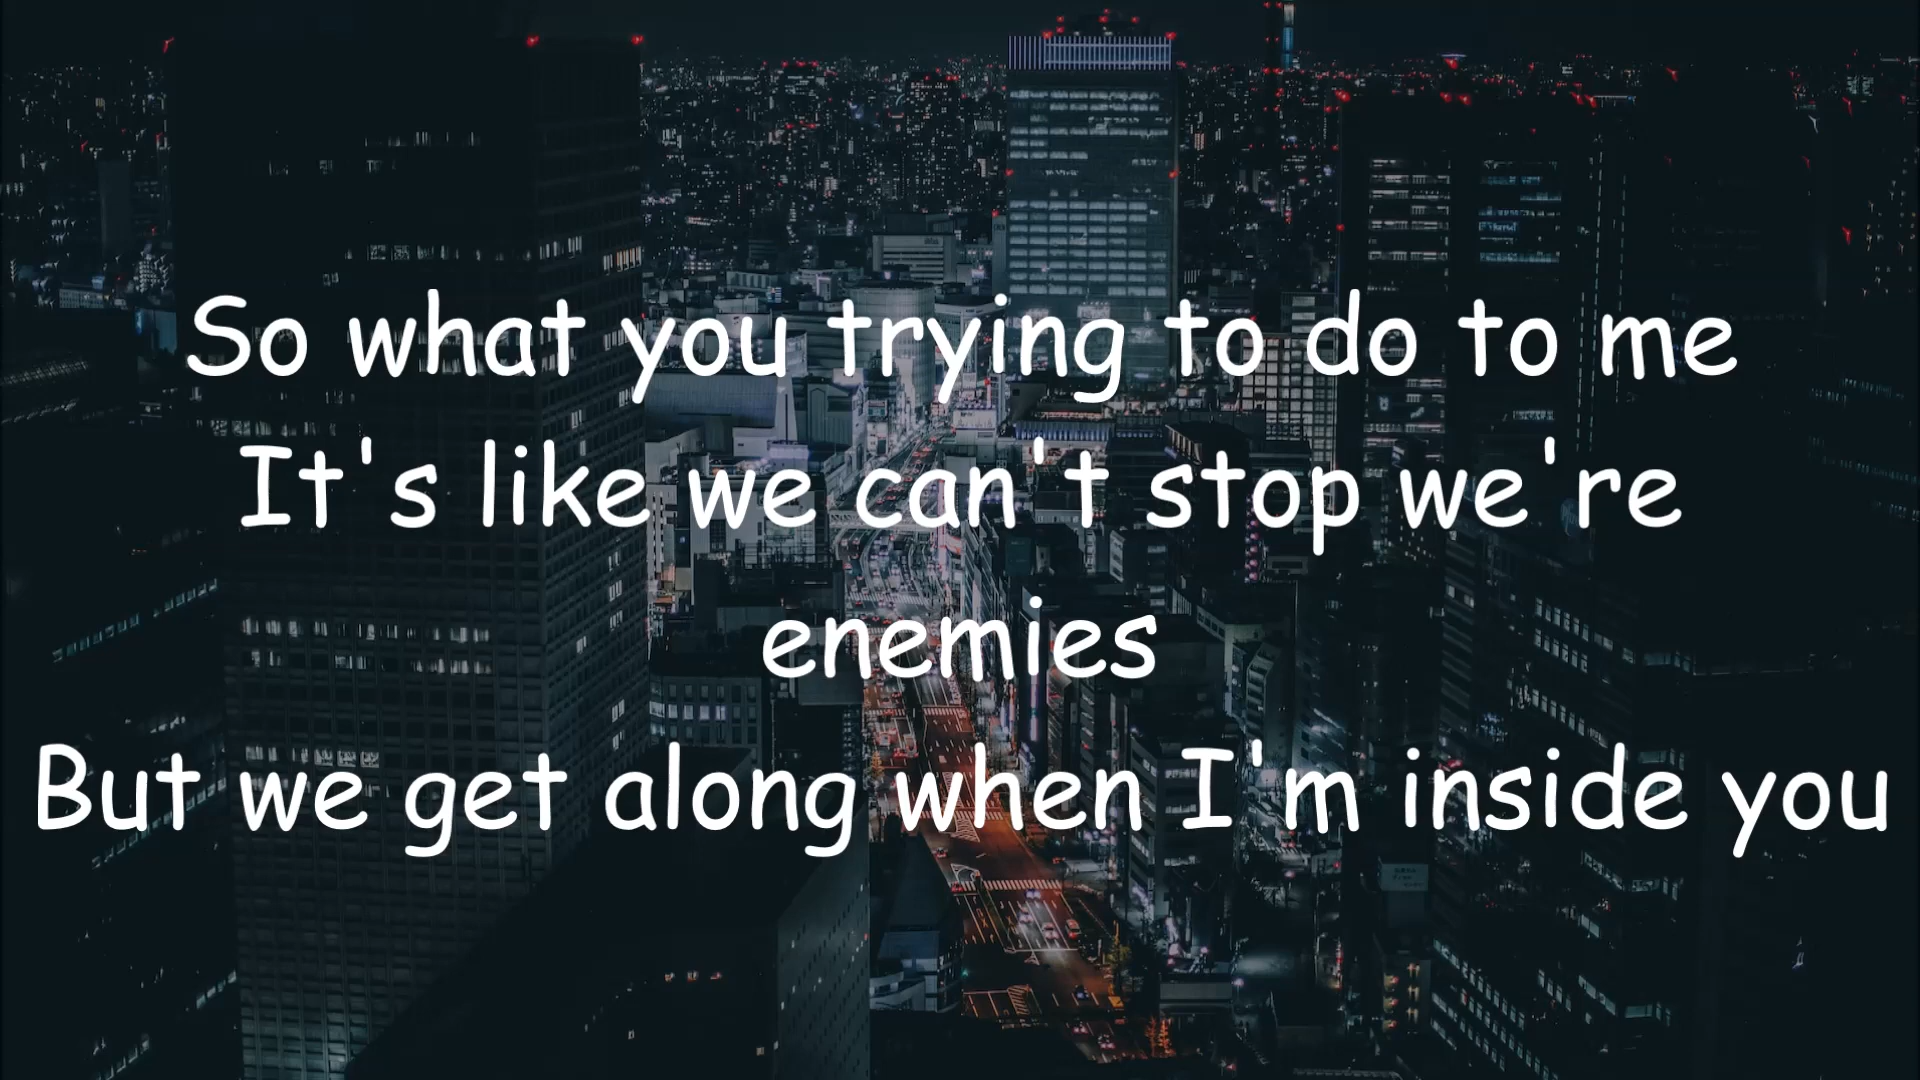 So what you trying to do to me
It's like we can't stop we're
enemies
But we get along when I'm inside you